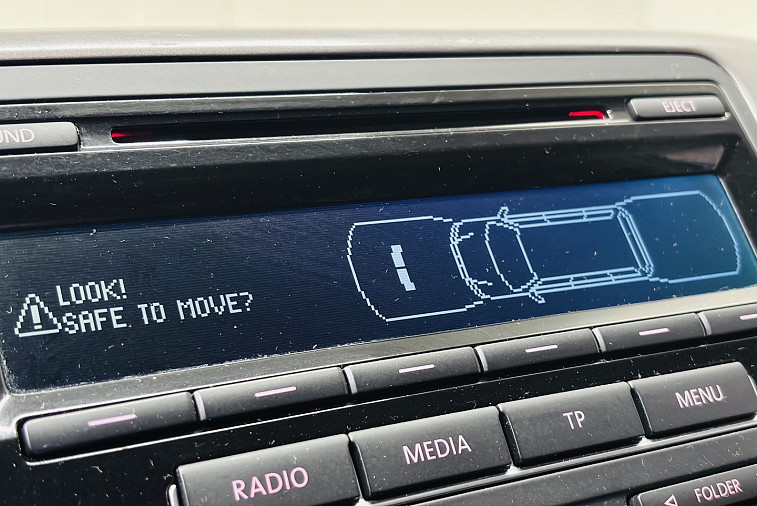 EJECT
UND
LOOK!
SAFE TO MOVE?
RADIO
MEDIA
TP
MENU
FOLDER